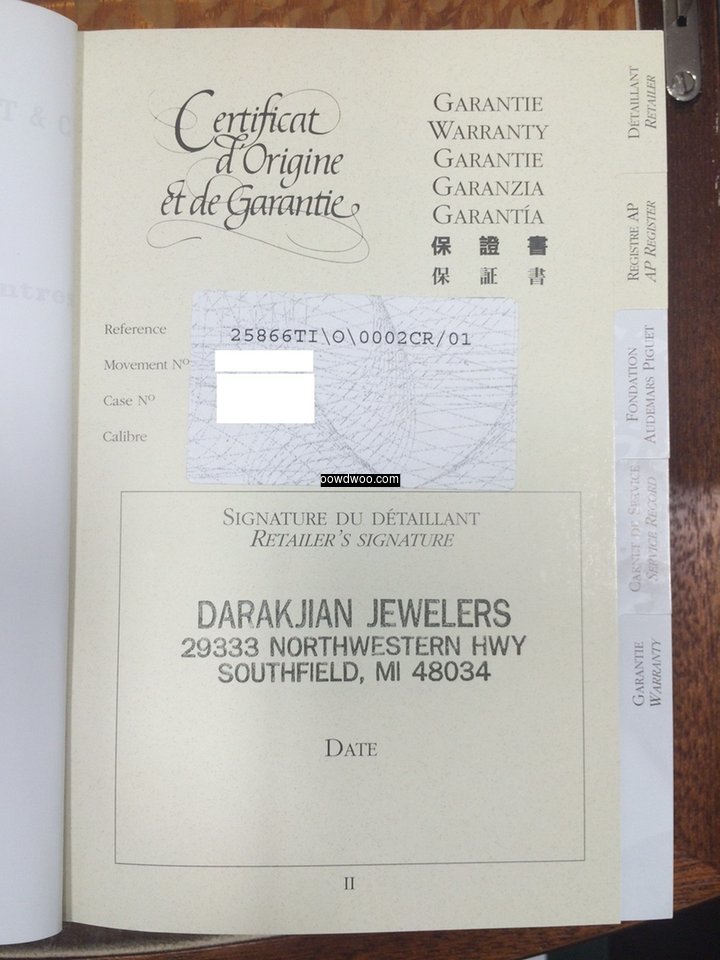 Certificat
d'Origine
et de Garantie
GARANTIE
WARRANTY
GARANTIE
GARANZIA
GARANTÍA
保證書
保証書
Reference
25866TI\O\0002CR/01
Movement Nº
Case Nº
Calibre
oowdwoo.com
SIGNATURE DU DÉTAILLANT
RETAILER'S SIGNATURE
DARAKJIAN JEWELERS
29333 NORTHWESTERN HWY
SOUTHFIELD, MI 48034
DATE
II
DÉTAILLANT
RETAILER
REGISTRE AP
AP REGISTER
FONDATION
AUDEMARS PIGUET
CARNET DE SERVICE
SERVICE RECORD
GARANTIE
WARRANTY